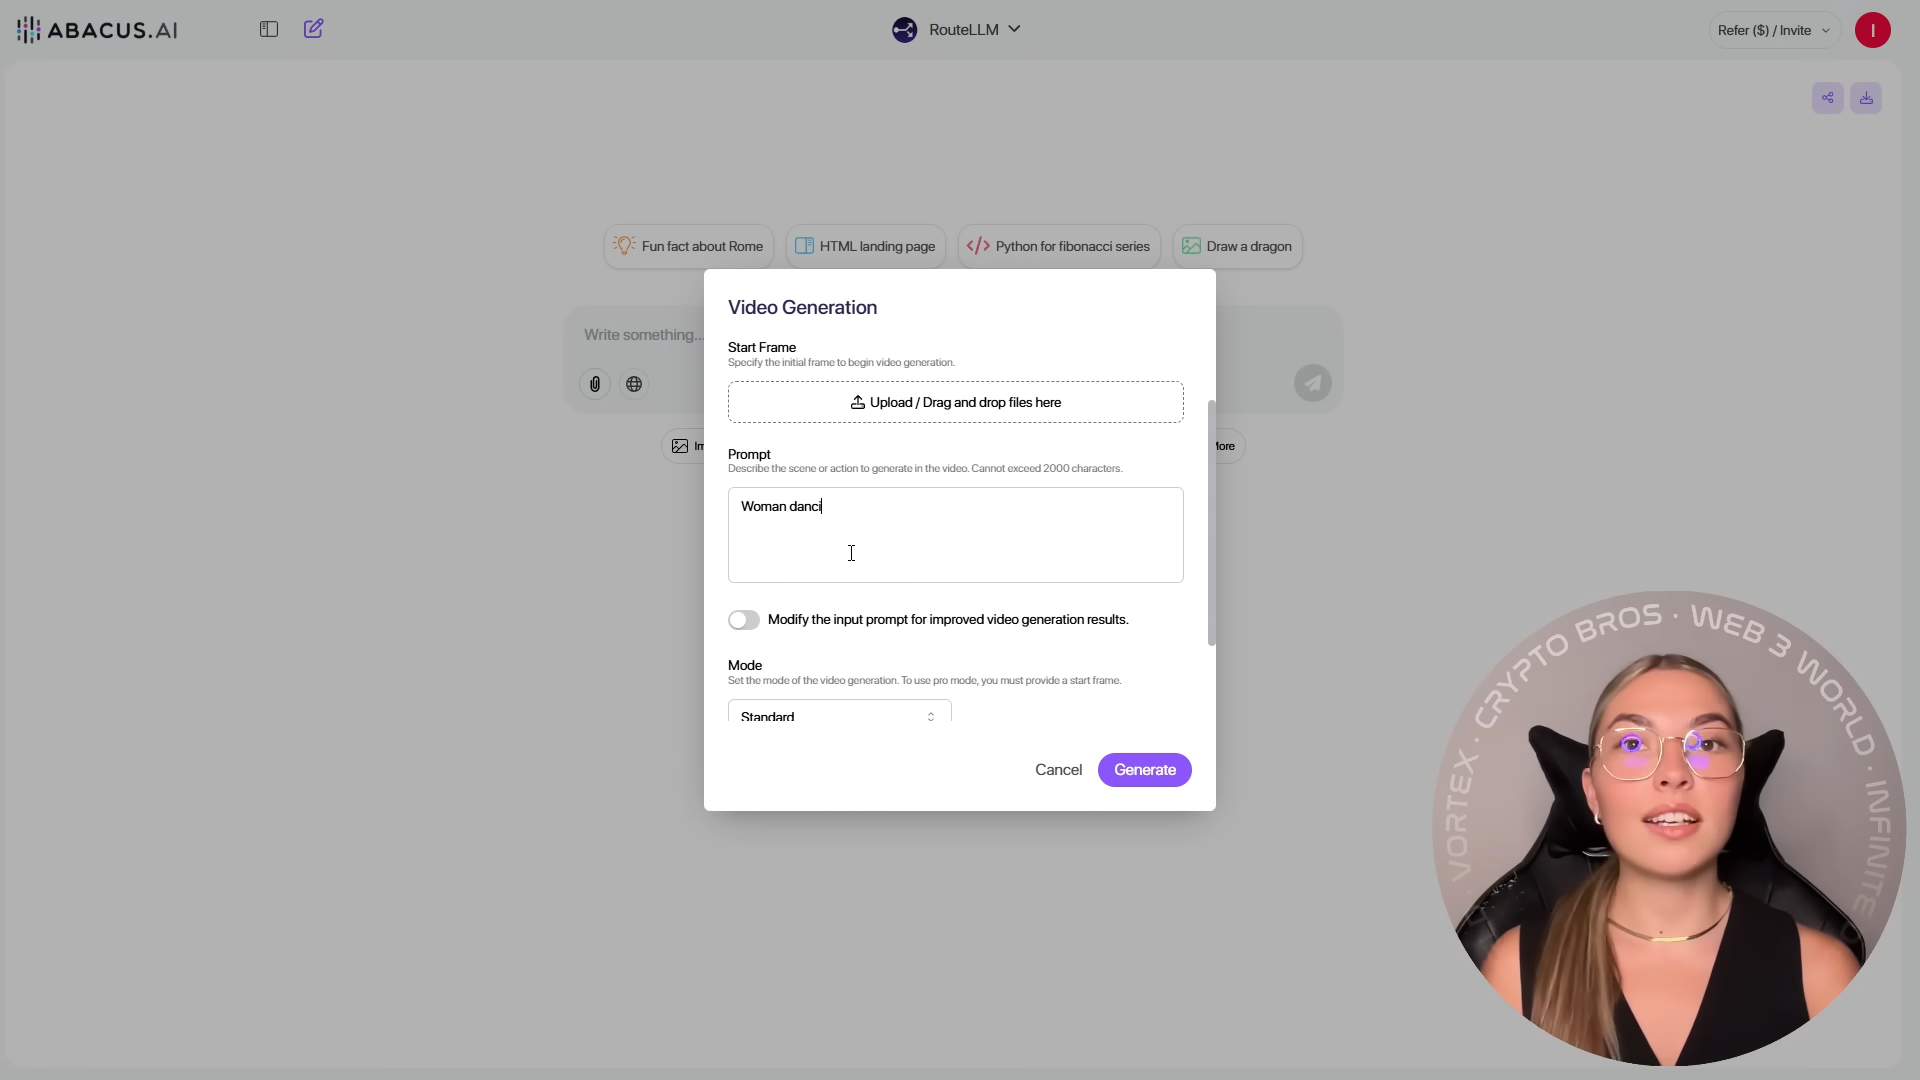 ABACUS.AI
RouteLLM
Refer ($) / Invite
I
Fun fact about Rome
HTML landing page
Python for fibonacci series
Draw a dragon
Write something...
Video Generation
Start Frame
Specify the initial frame to begin video generation.
Upload / Drag and drop files here
Prompt
Describe the scene or action to generate in the video. Cannot exceed 2000 characters.
Woman danci
Modify the input prompt for improved video generation results.
Mode
Set the mode of the video generation. To use pro mode, you must provide a start frame.
Standard
Cancel
Generate
VORTEX · CRYPTO BROS · WEB 3 WORLD · INFINITE